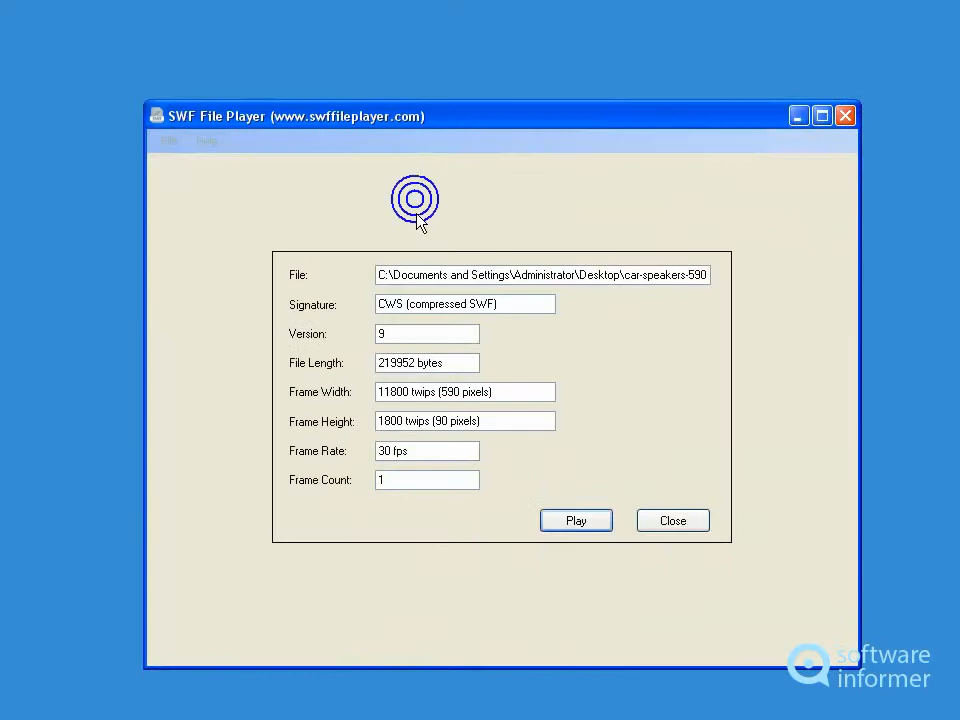 SWF File Player (www.swffileplayer.com)
File Help
File: C:\Documents and Settings\Administrator\Desktop\car-speakers-590
Signature: CWS (compressed SWF)
Version: 9
File Length: 219952 bytes
Frame Width: 11800 twips (590 pixels)
Frame Height: 1800 twips (90 pixels)
Frame Rate: 30 fps
Frame Count: 1
Play Close
software
informer